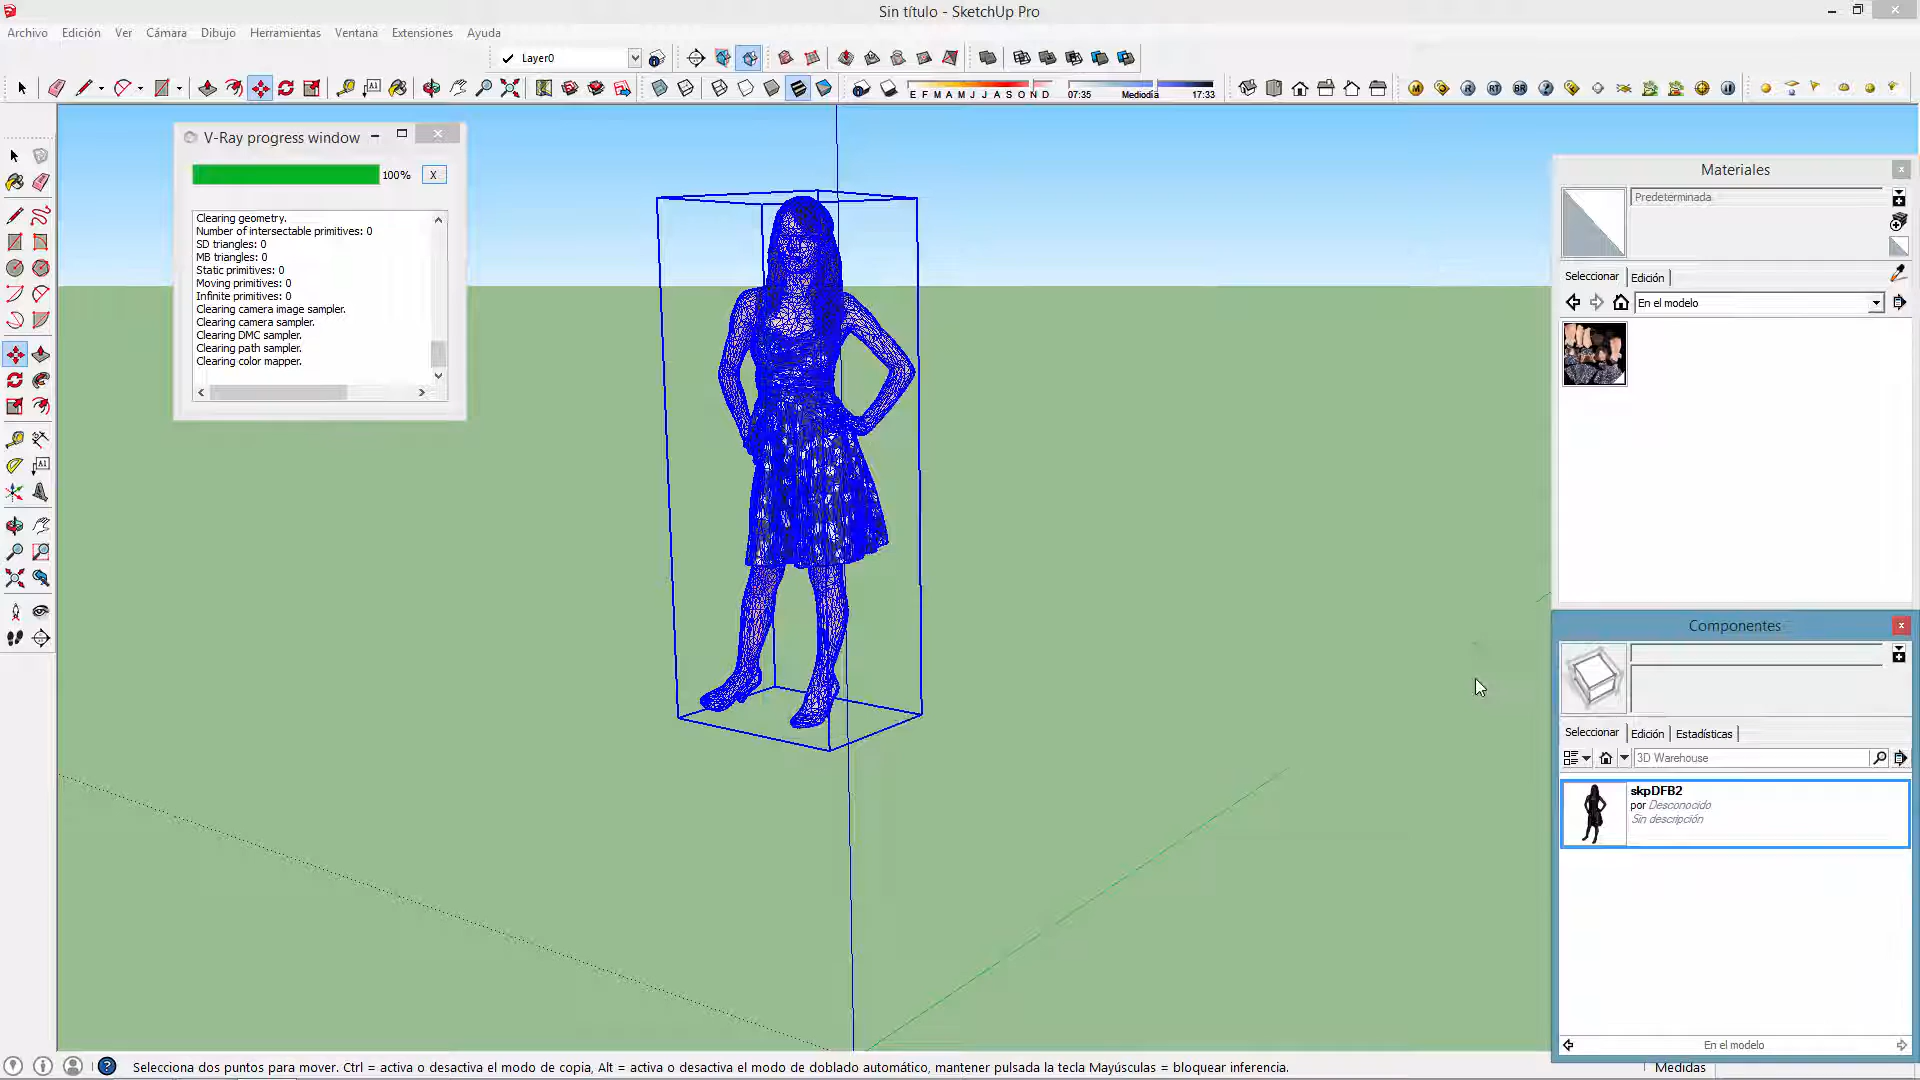 Sin título - SketchUp Pro
Archivo Edición Ver Cámara Dibujo Herramientas Ventana Extensiones Ayuda
Layer0
E F M A M J J A S O N D 07:35 Mediodía 17:33
V-Ray progress window
100% X
Clearing geometry.
Number of intersectable primitives: 0
SD triangles: 0
MB triangles: 0
Static primitives: 0
Moving primitives: 0
Infinite primitives: 0
Clearing camera image sampler.
Clearing camera sampler.
Clearing DMC sampler.
Clearing path sampler.
Clearing color mapper.
Materiales
Predeterminada
Seleccionar Edición
En el modelo
Componentes
Seleccionar Edición Estadísticas
3D Warehouse
skpDFB2
por Desconocido
Sin descripción
En el modelo
Selecciona dos puntos para mover. Ctrl = activa o desactiva el modo de copia, Alt = activa o desactiva el modo de doblado automático, mantener pulsada la tecla Mayúsculas = bloquear inferencia.
Medidas